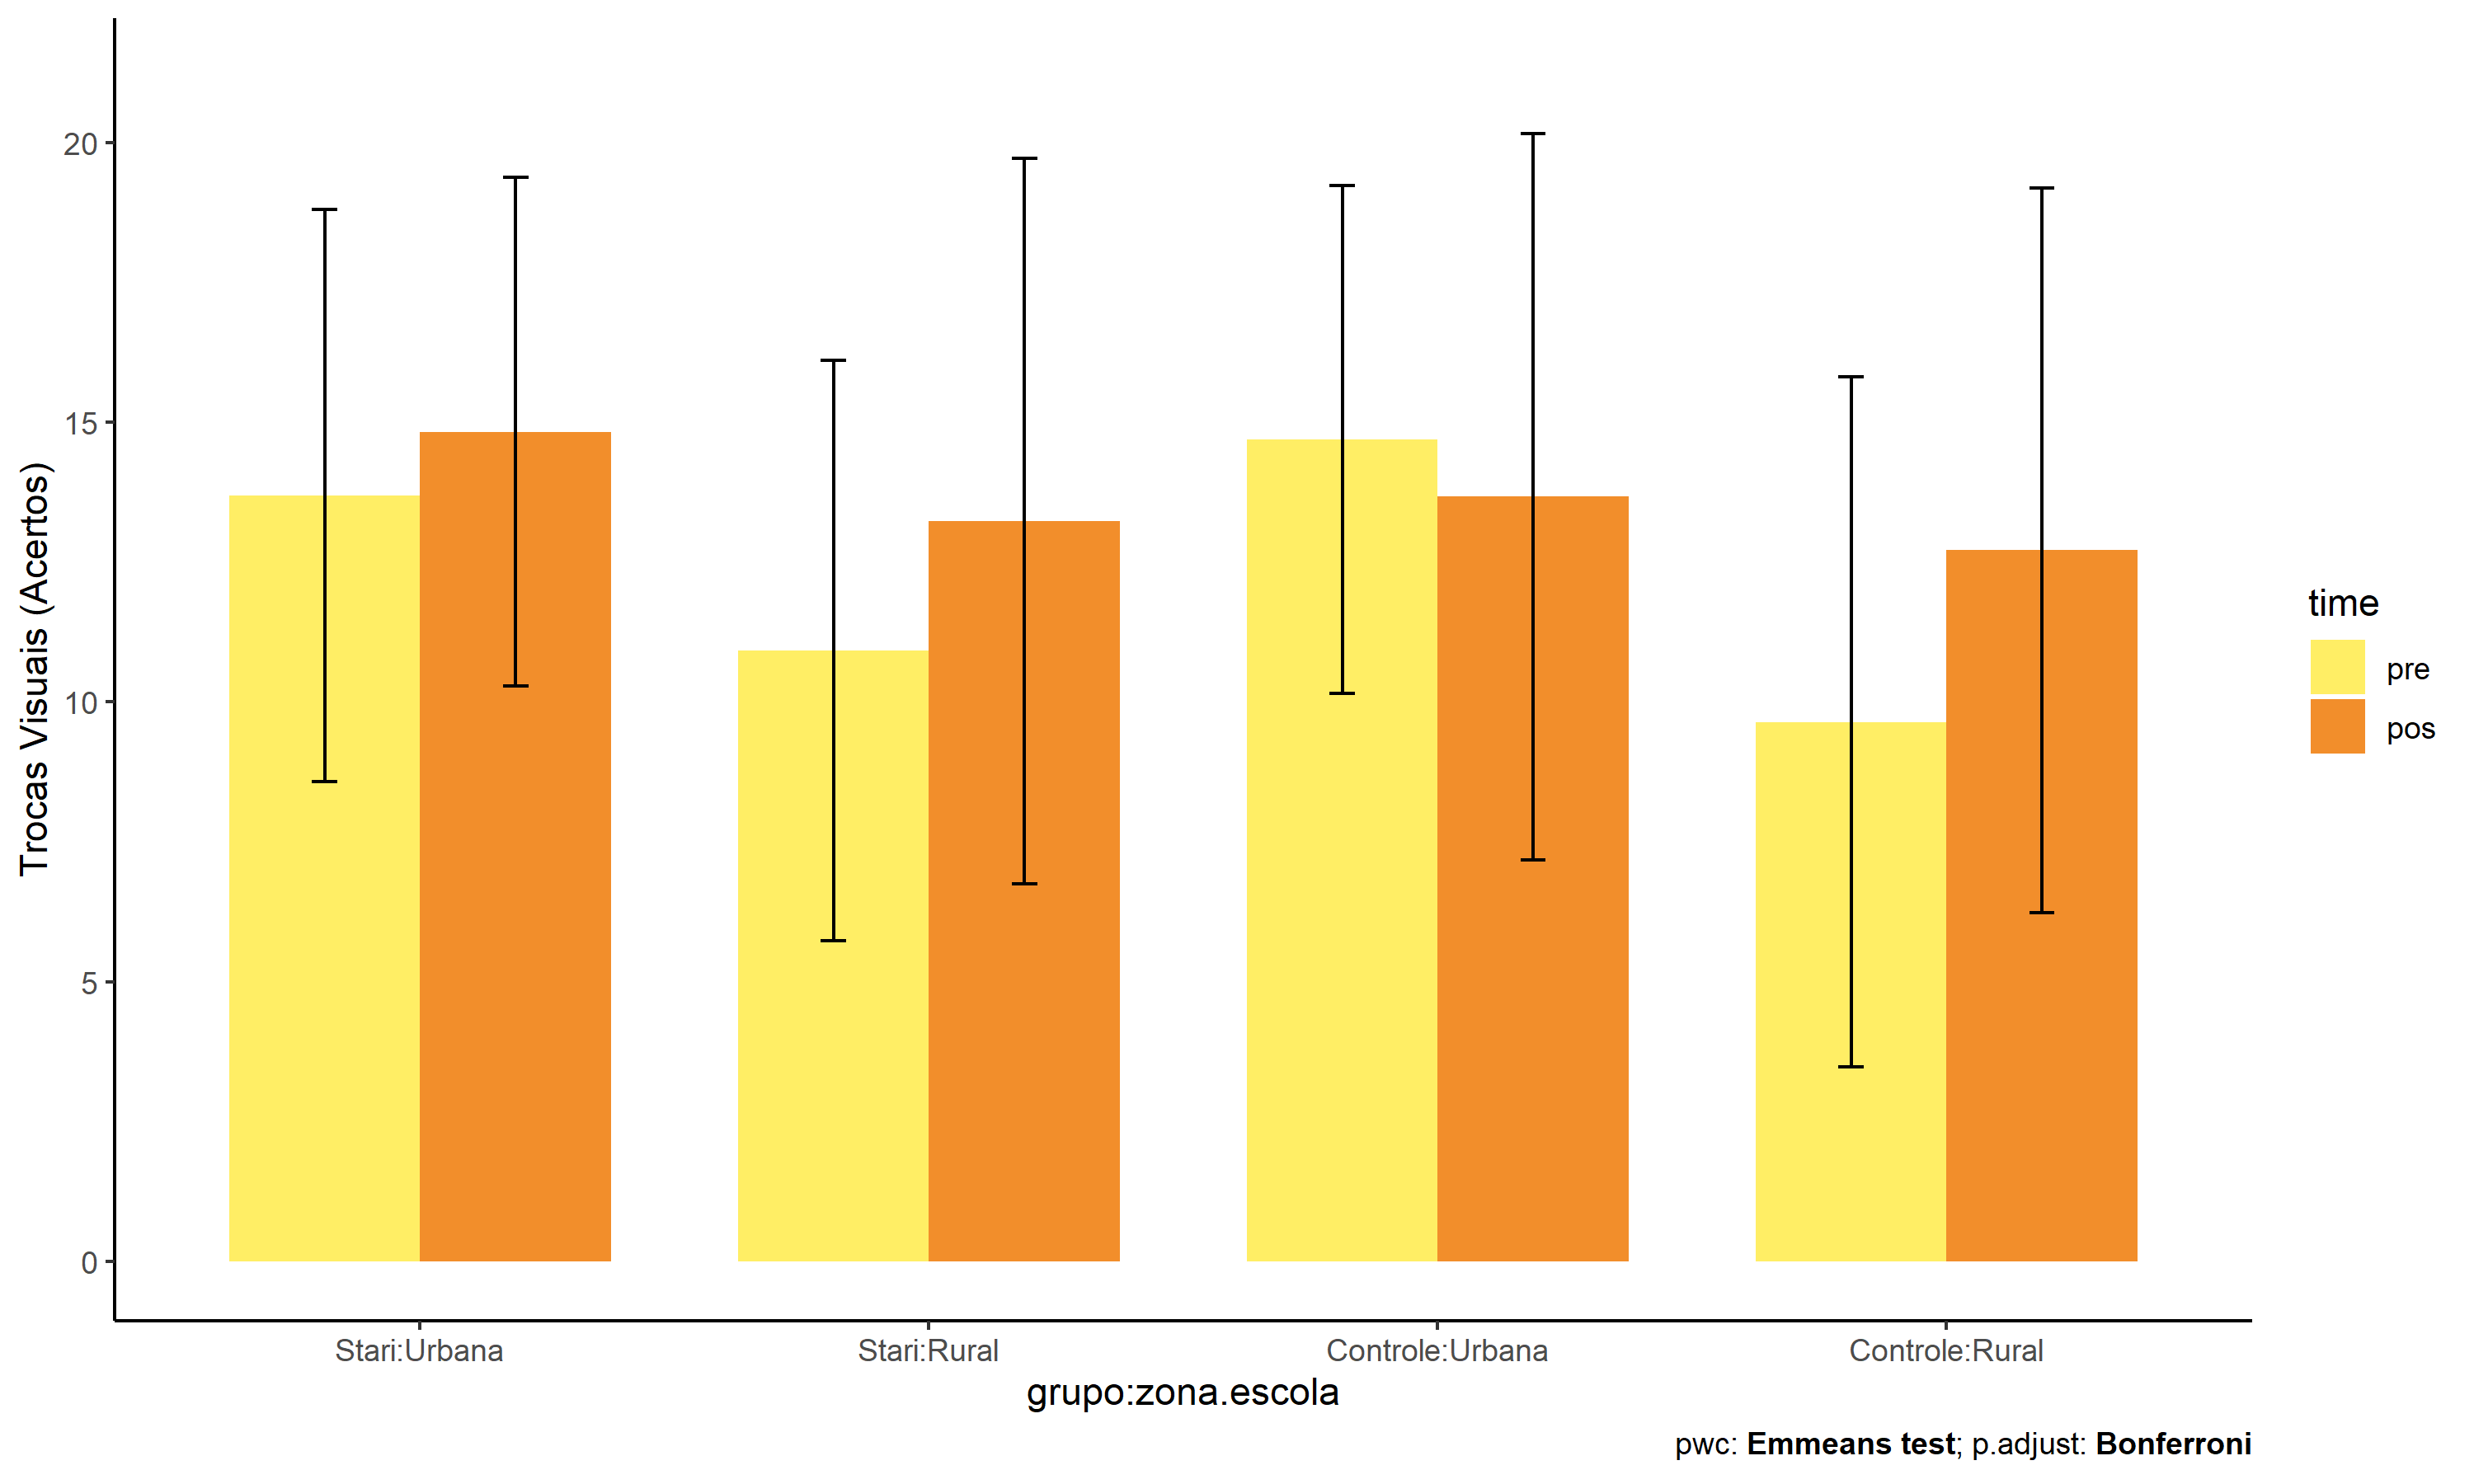 Trocas Visuais (Acertos)
20
15
10
5
0
Stari:Urbana
Stari:Rural
Controle:Urbana
Controle:Rural
grupo:zona.escola
time
pre
pos
pwc: Emmeans test; p.adjust: Bonferroni